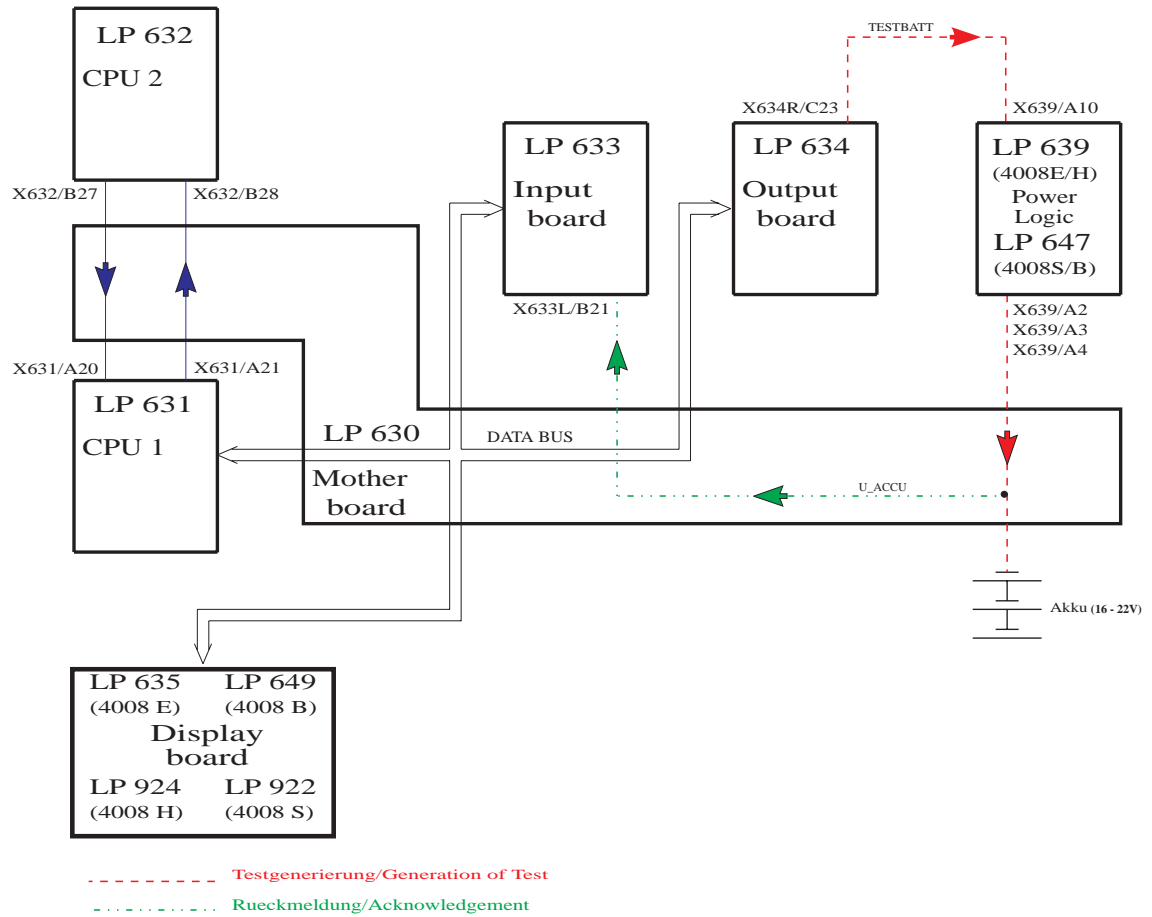 LP 632
CPU 2
X632/B27
X632/B28
X631/A20
X631/A21
LP 631
CPU 1
TESTBATT
X634R/C23
X639/A10
LP 633
Input
board
X633L/B21
LP 634
Output
board
LP 639
(4008E/H)
Power
Logic
LP 647
(4008S/B)
X639/A2
X639/A3
X639/A4
LP 630
DATA BUS
Mother
board
U_ACCU
Akku (16 - 22V)
LP 635 LP 649
(4008 E) (4008 B)
Display
board
LP 924 LP 922
(4008 H) (4008 S)
Testgenerierung/Generation of Test
Rueckmeldung/Acknowledgement